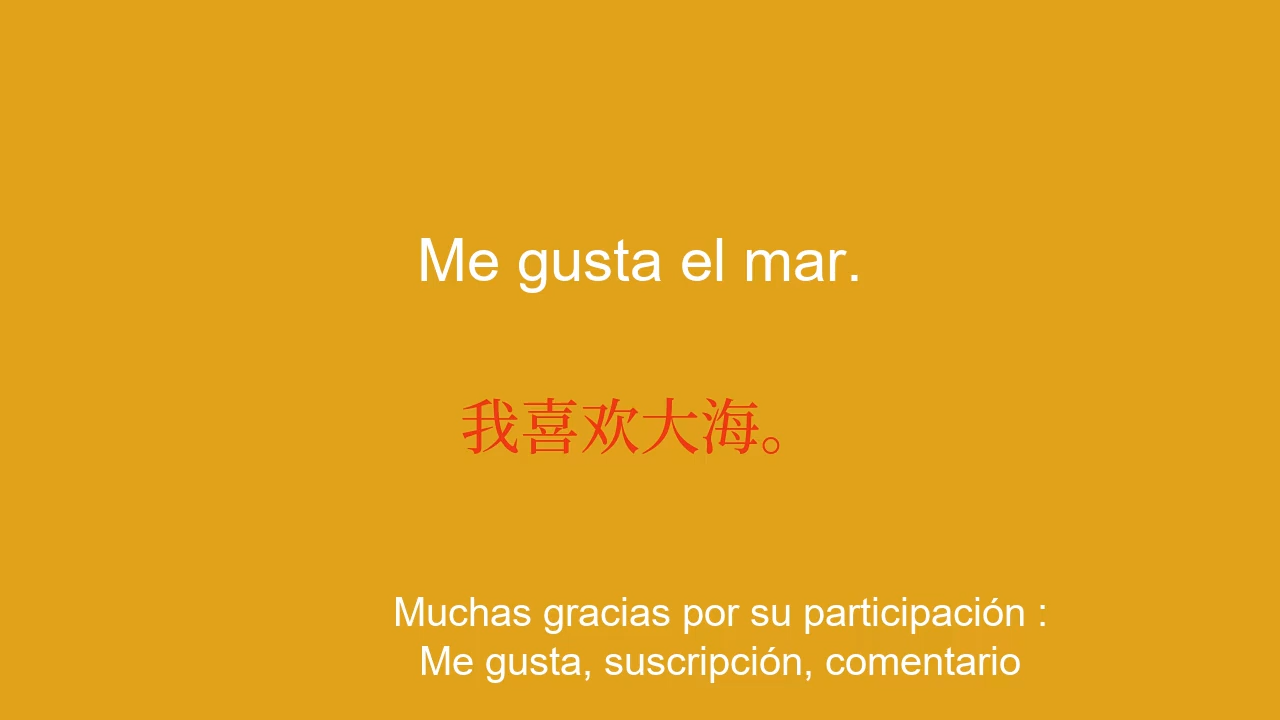 Me gusta el mar.
我喜欢大海。
Muchas gracias por su participación :
Me gusta, suscripción, comentario